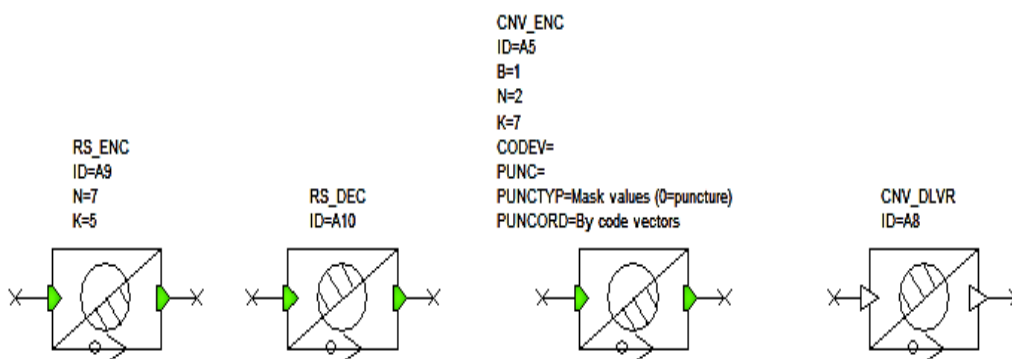 RS_ENC
ID=A9
N=7
K=5
RS_DEC
ID=A10
CNV_ENC
ID=A5
B=1
N=2
K=7
CODEV=
PUNC=
PUNCTYP=Mask values (0=puncture)
PUNCORD=By code vectors
CNV_DLVR
ID=A8